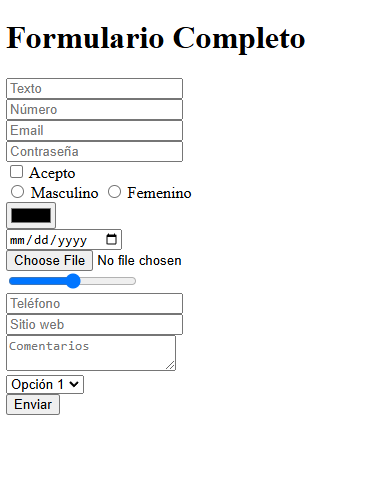 Formulario Completo
Texto
Número
Email
Contraseña
Acepto
Masculino Femenino
mm/dd/yyyy
Choose File No file chosen
Teléfono
Sitio web
Comentarios
Opción 1
Enviar